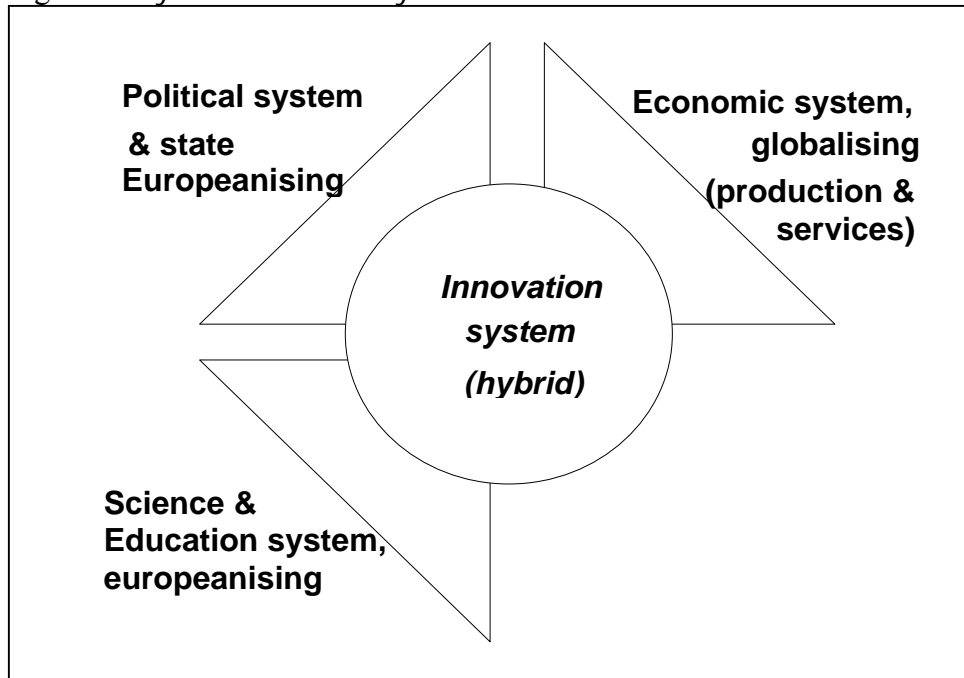 Political system
& state
Europeanising
Economic system,
globalising
(production &
services)
Innovation
system
(hybrid)
Science &
Education system,
europeanising